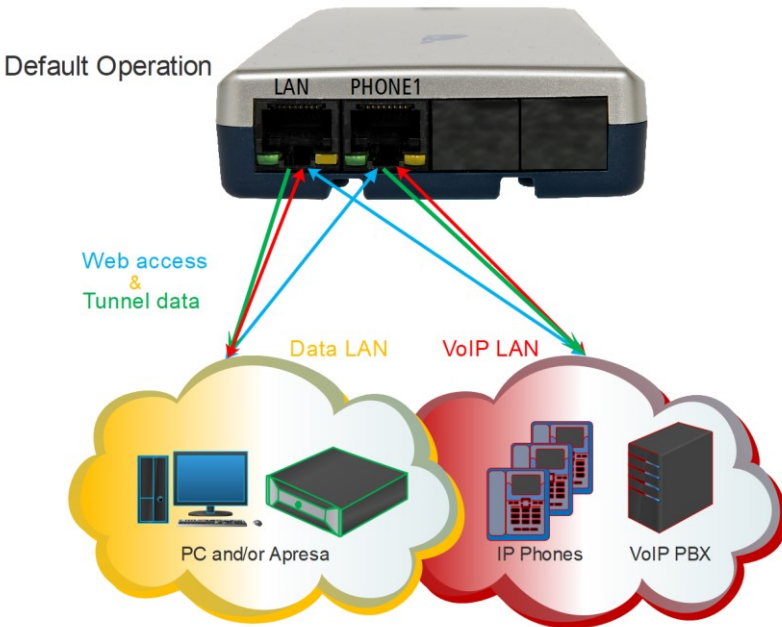 Default Operation
LAN PHONE1
Web access
&
Tunnel data
Data LAN VoIP LAN
PC and/or Apresa IP Phones VoIP PBX